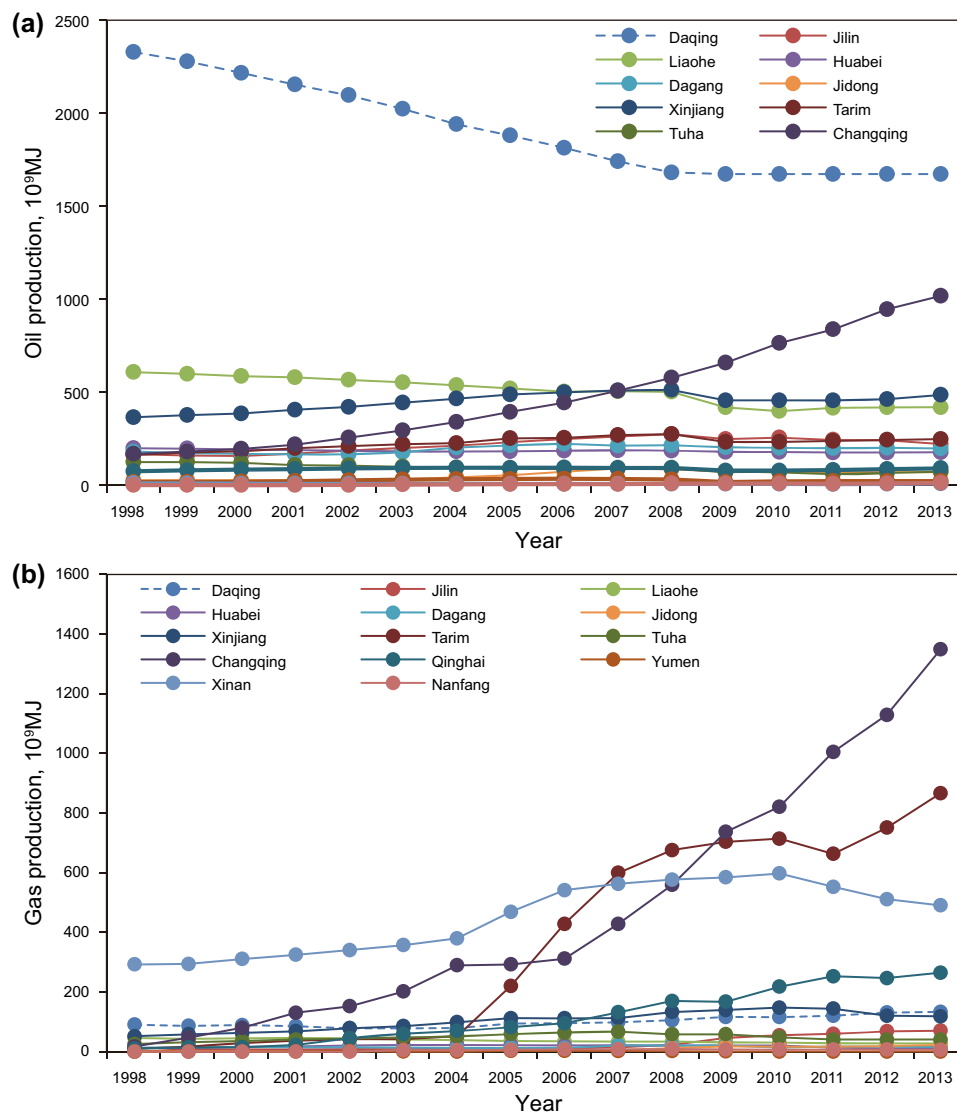 (a)
2500
2000
1500
1000
500
0
Oil production, 10⁹MJ
Daqing Jilin
Liaohe Huabei
Dagang Jidong
Xinjiang Tarim
Tuha Changqing
1998 1999 2000 2001 2002 2003 2004 2005 2006 2007 2008 2009 2010 2011 2012 2013
Year
(b)
1600
1400
1200
1000
800
600
400
200
0
Gas production, 10⁹MJ
Daqing Jilin Liaohe
Huabei Dagang Jidong
Xinjiang Tarim Tuha
Changqing Qinghai Yumen
Xinan Nanfang
1998 1999 2000 2001 2002 2003 2004 2005 2006 2007 2008 2009 2010 2011 2012 2013
Year